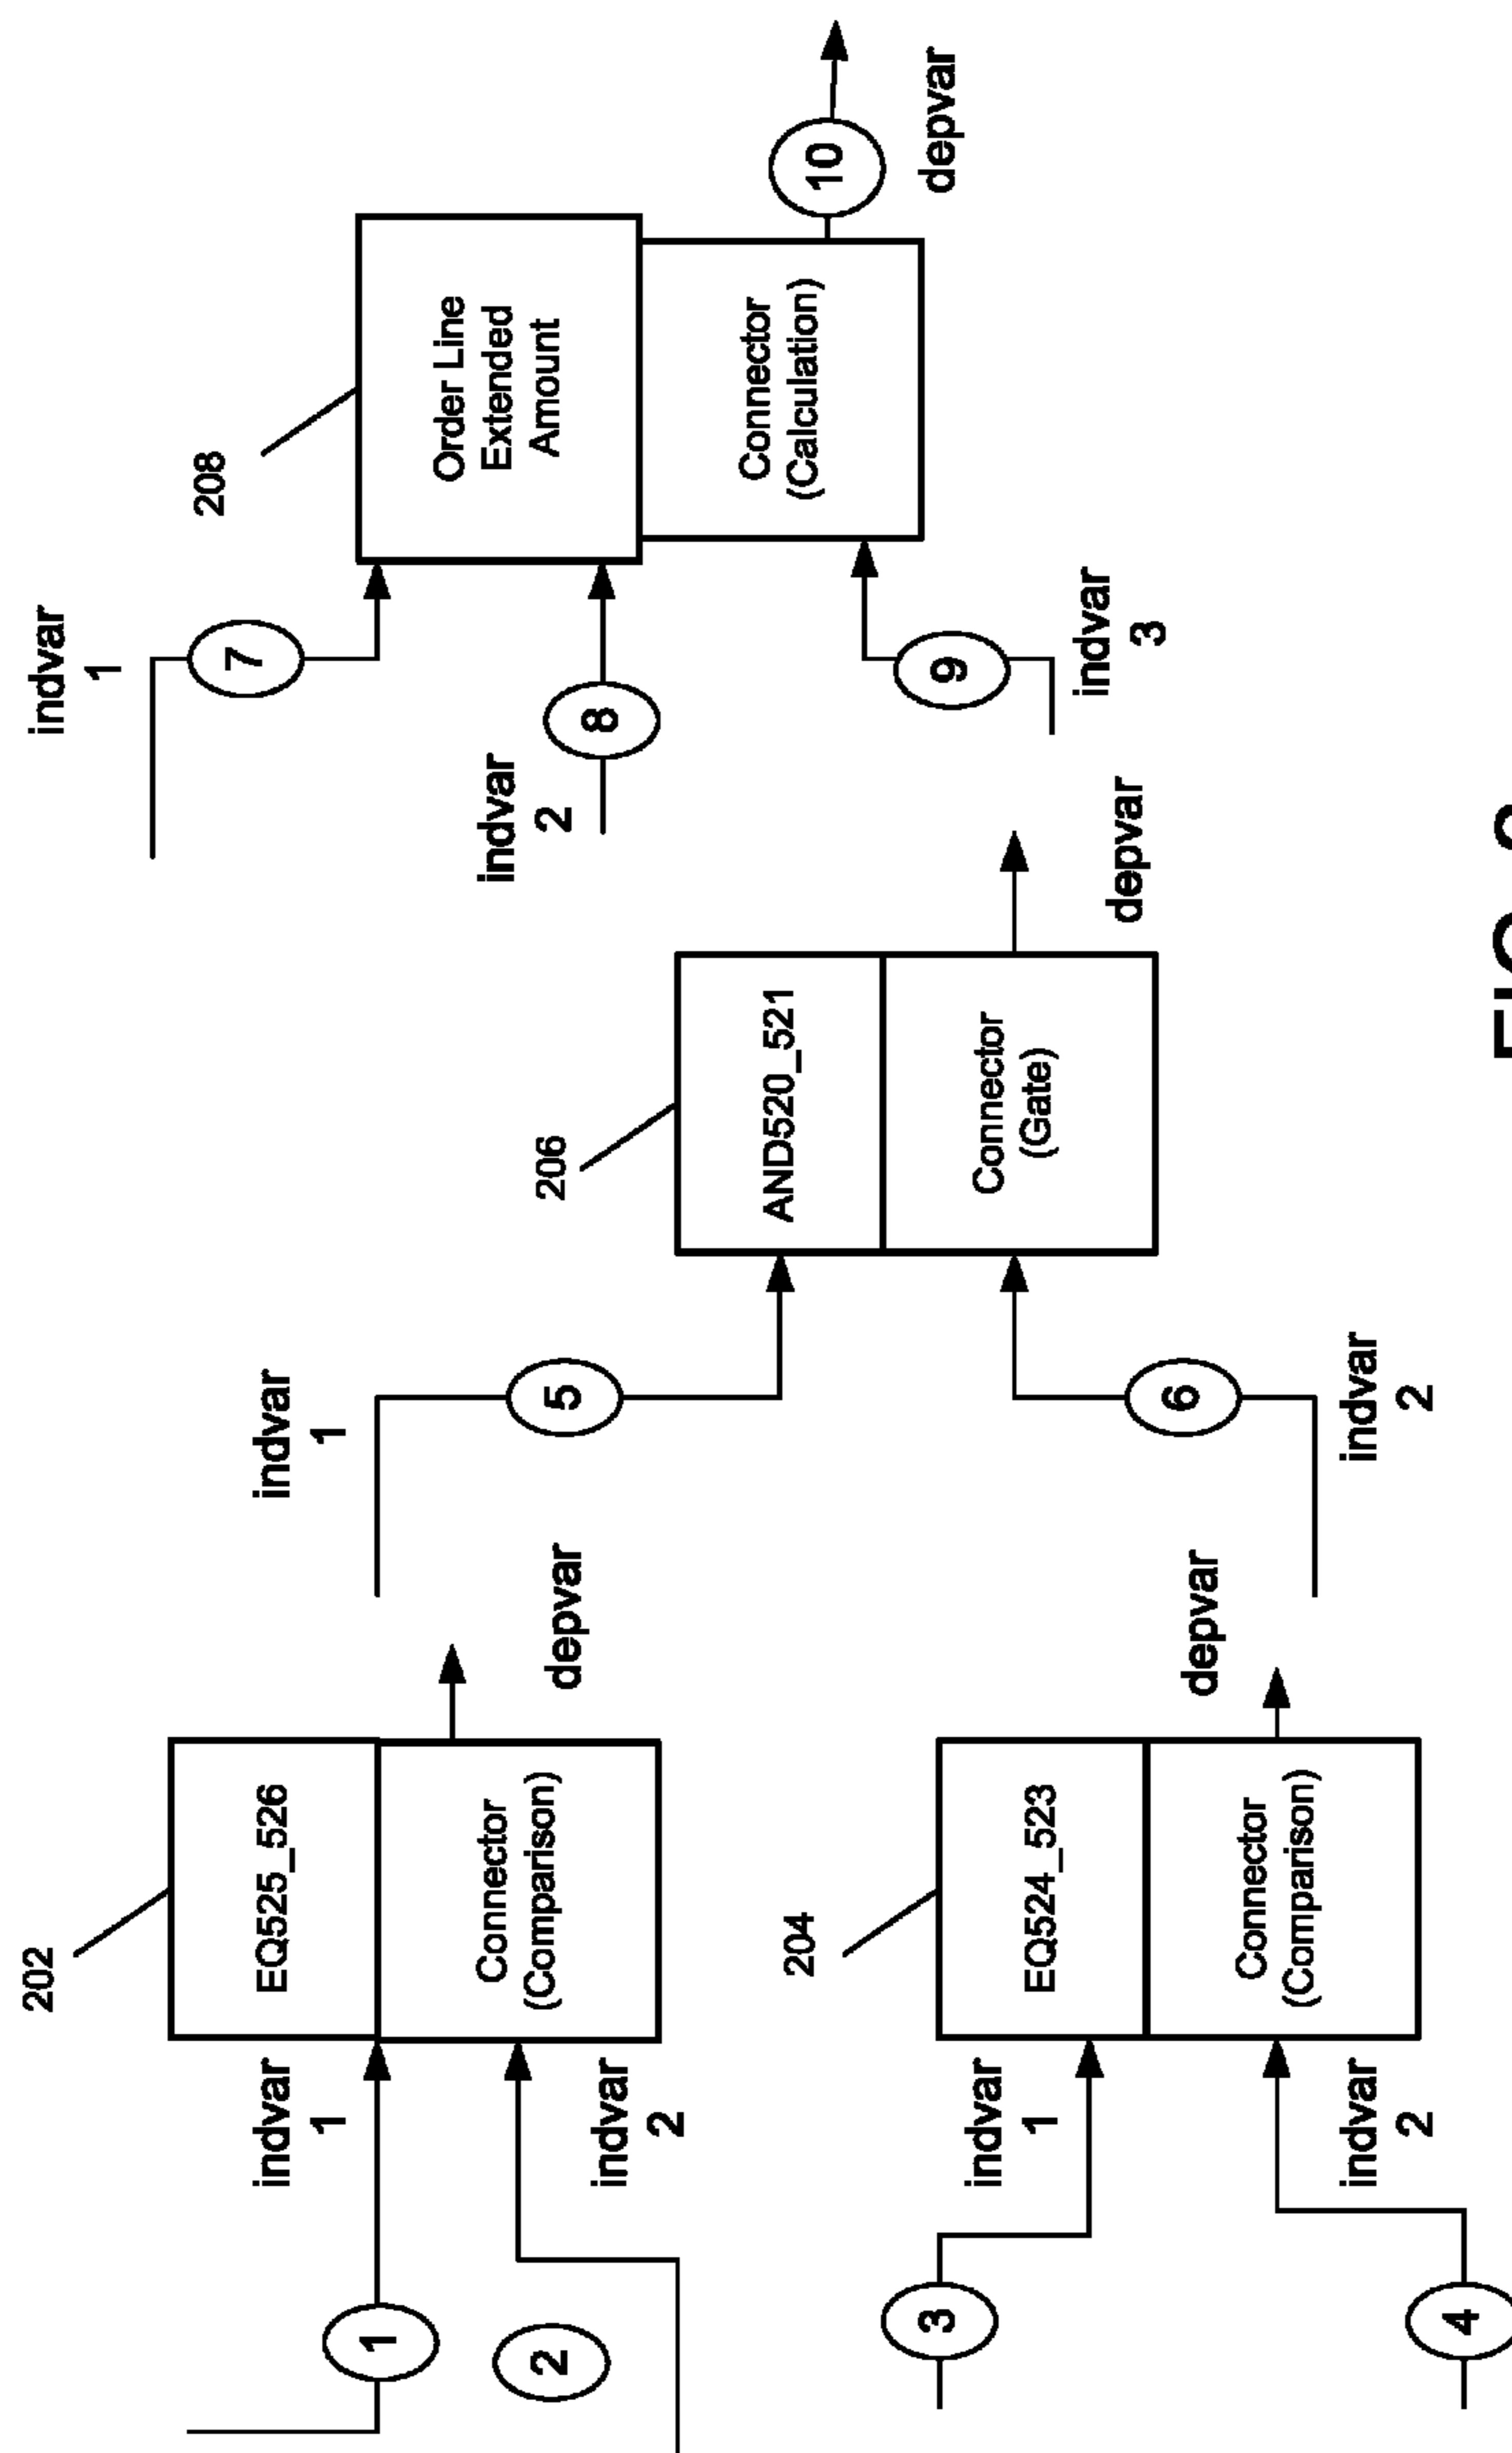 202
indvar
1
1
EQ525_526
Connector
(Comparison)
2
indvar
2
depvar
204
3
indvar
1
EQ524_523
Connector
(Comparison)
4
indvar
2
depvar
indvar
1
5
206
AND520_521
Connector
(Gate)
6
indvar
2
depvar
indvar
1
7
208
Order Line
Extended
Amount
indvar
2
8
Connector
(Calculation)
9
indvar
3
10
depvar